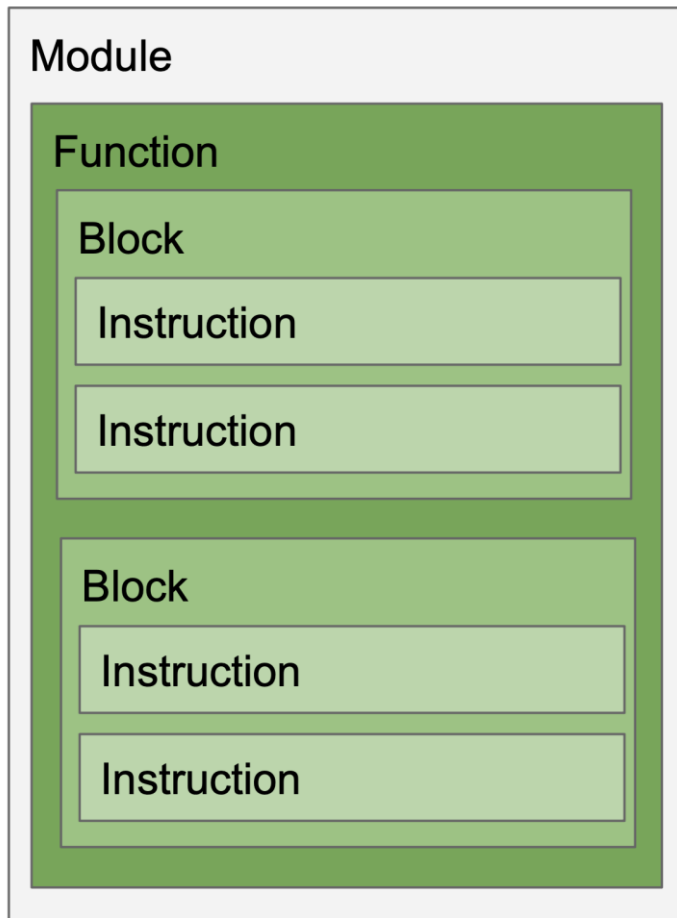 Module
Function
Block
Instruction
Instruction
Block
Instruction
Instruction